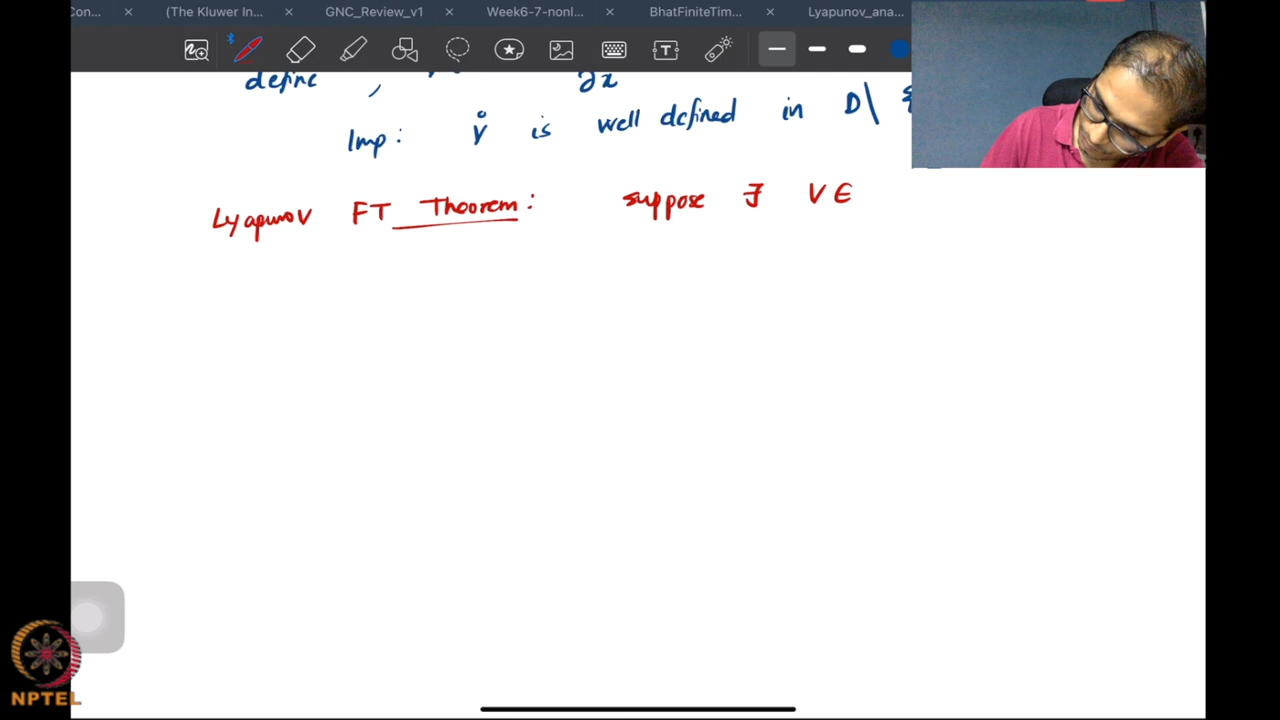 Con... × (The Kluwer In... × GNC_Review_v1 × Week6-7-nonl... × BhatFiniteTim... × Lyapunov_ana...
T
define , ∂x
Imp: V̇ is well defined in D\ {
Lyapunov FT Theorem: suppose ∃ V ∈
NPTEL